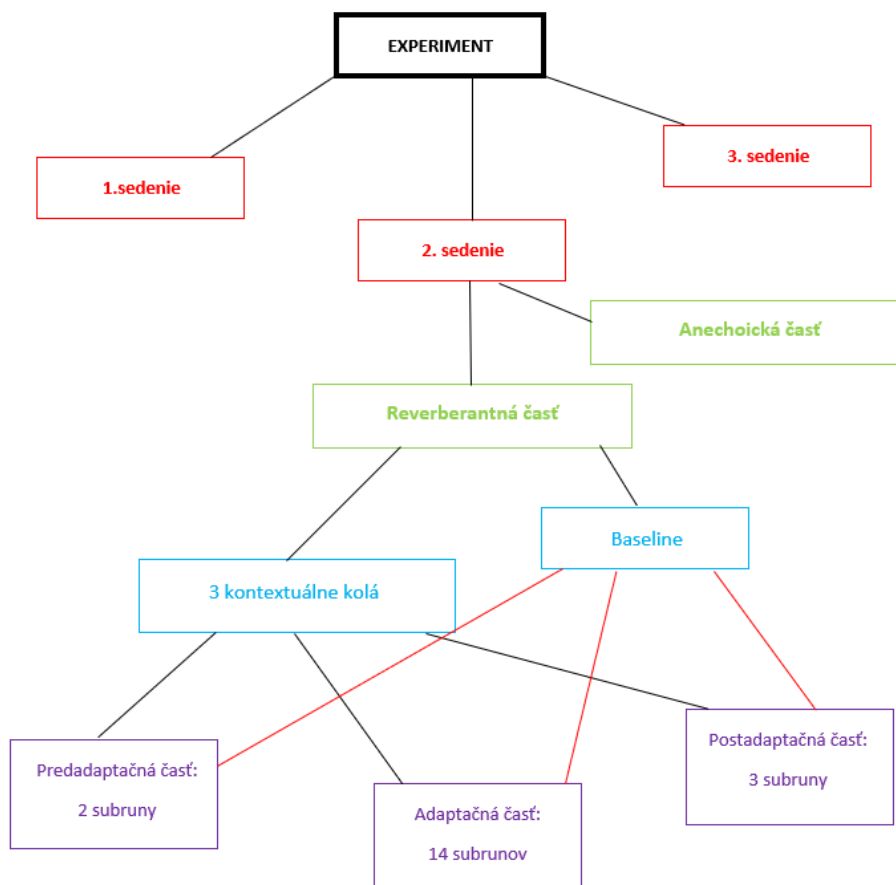 EXPERIMENT
1.sedenie
3. sedenie
2. sedenie
Anechoická časť
Reverberantná časť
Baseline
3 kontextuálne kolá
Predadaptačná časť:
2 subruny
Adaptačná časť:
14 subrunov
Postadaptačná časť:
3 subruny